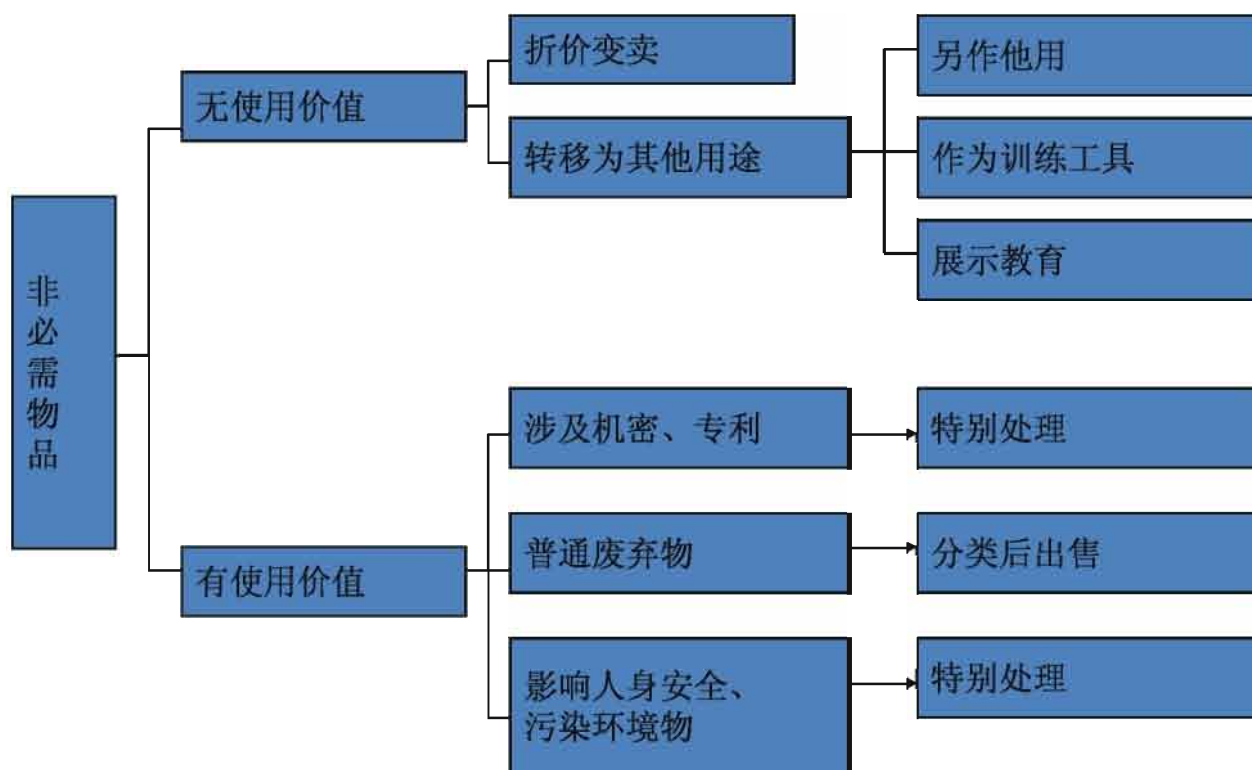 非必需物品
无使用价值
折价变卖
转移为其他用途
另作他用
作为训练工具
展示教育
有使用价值
涉及机密、专利
特别处理
普通废弃物
分类后出售
影响人身安全、
污染环境物
特别处理